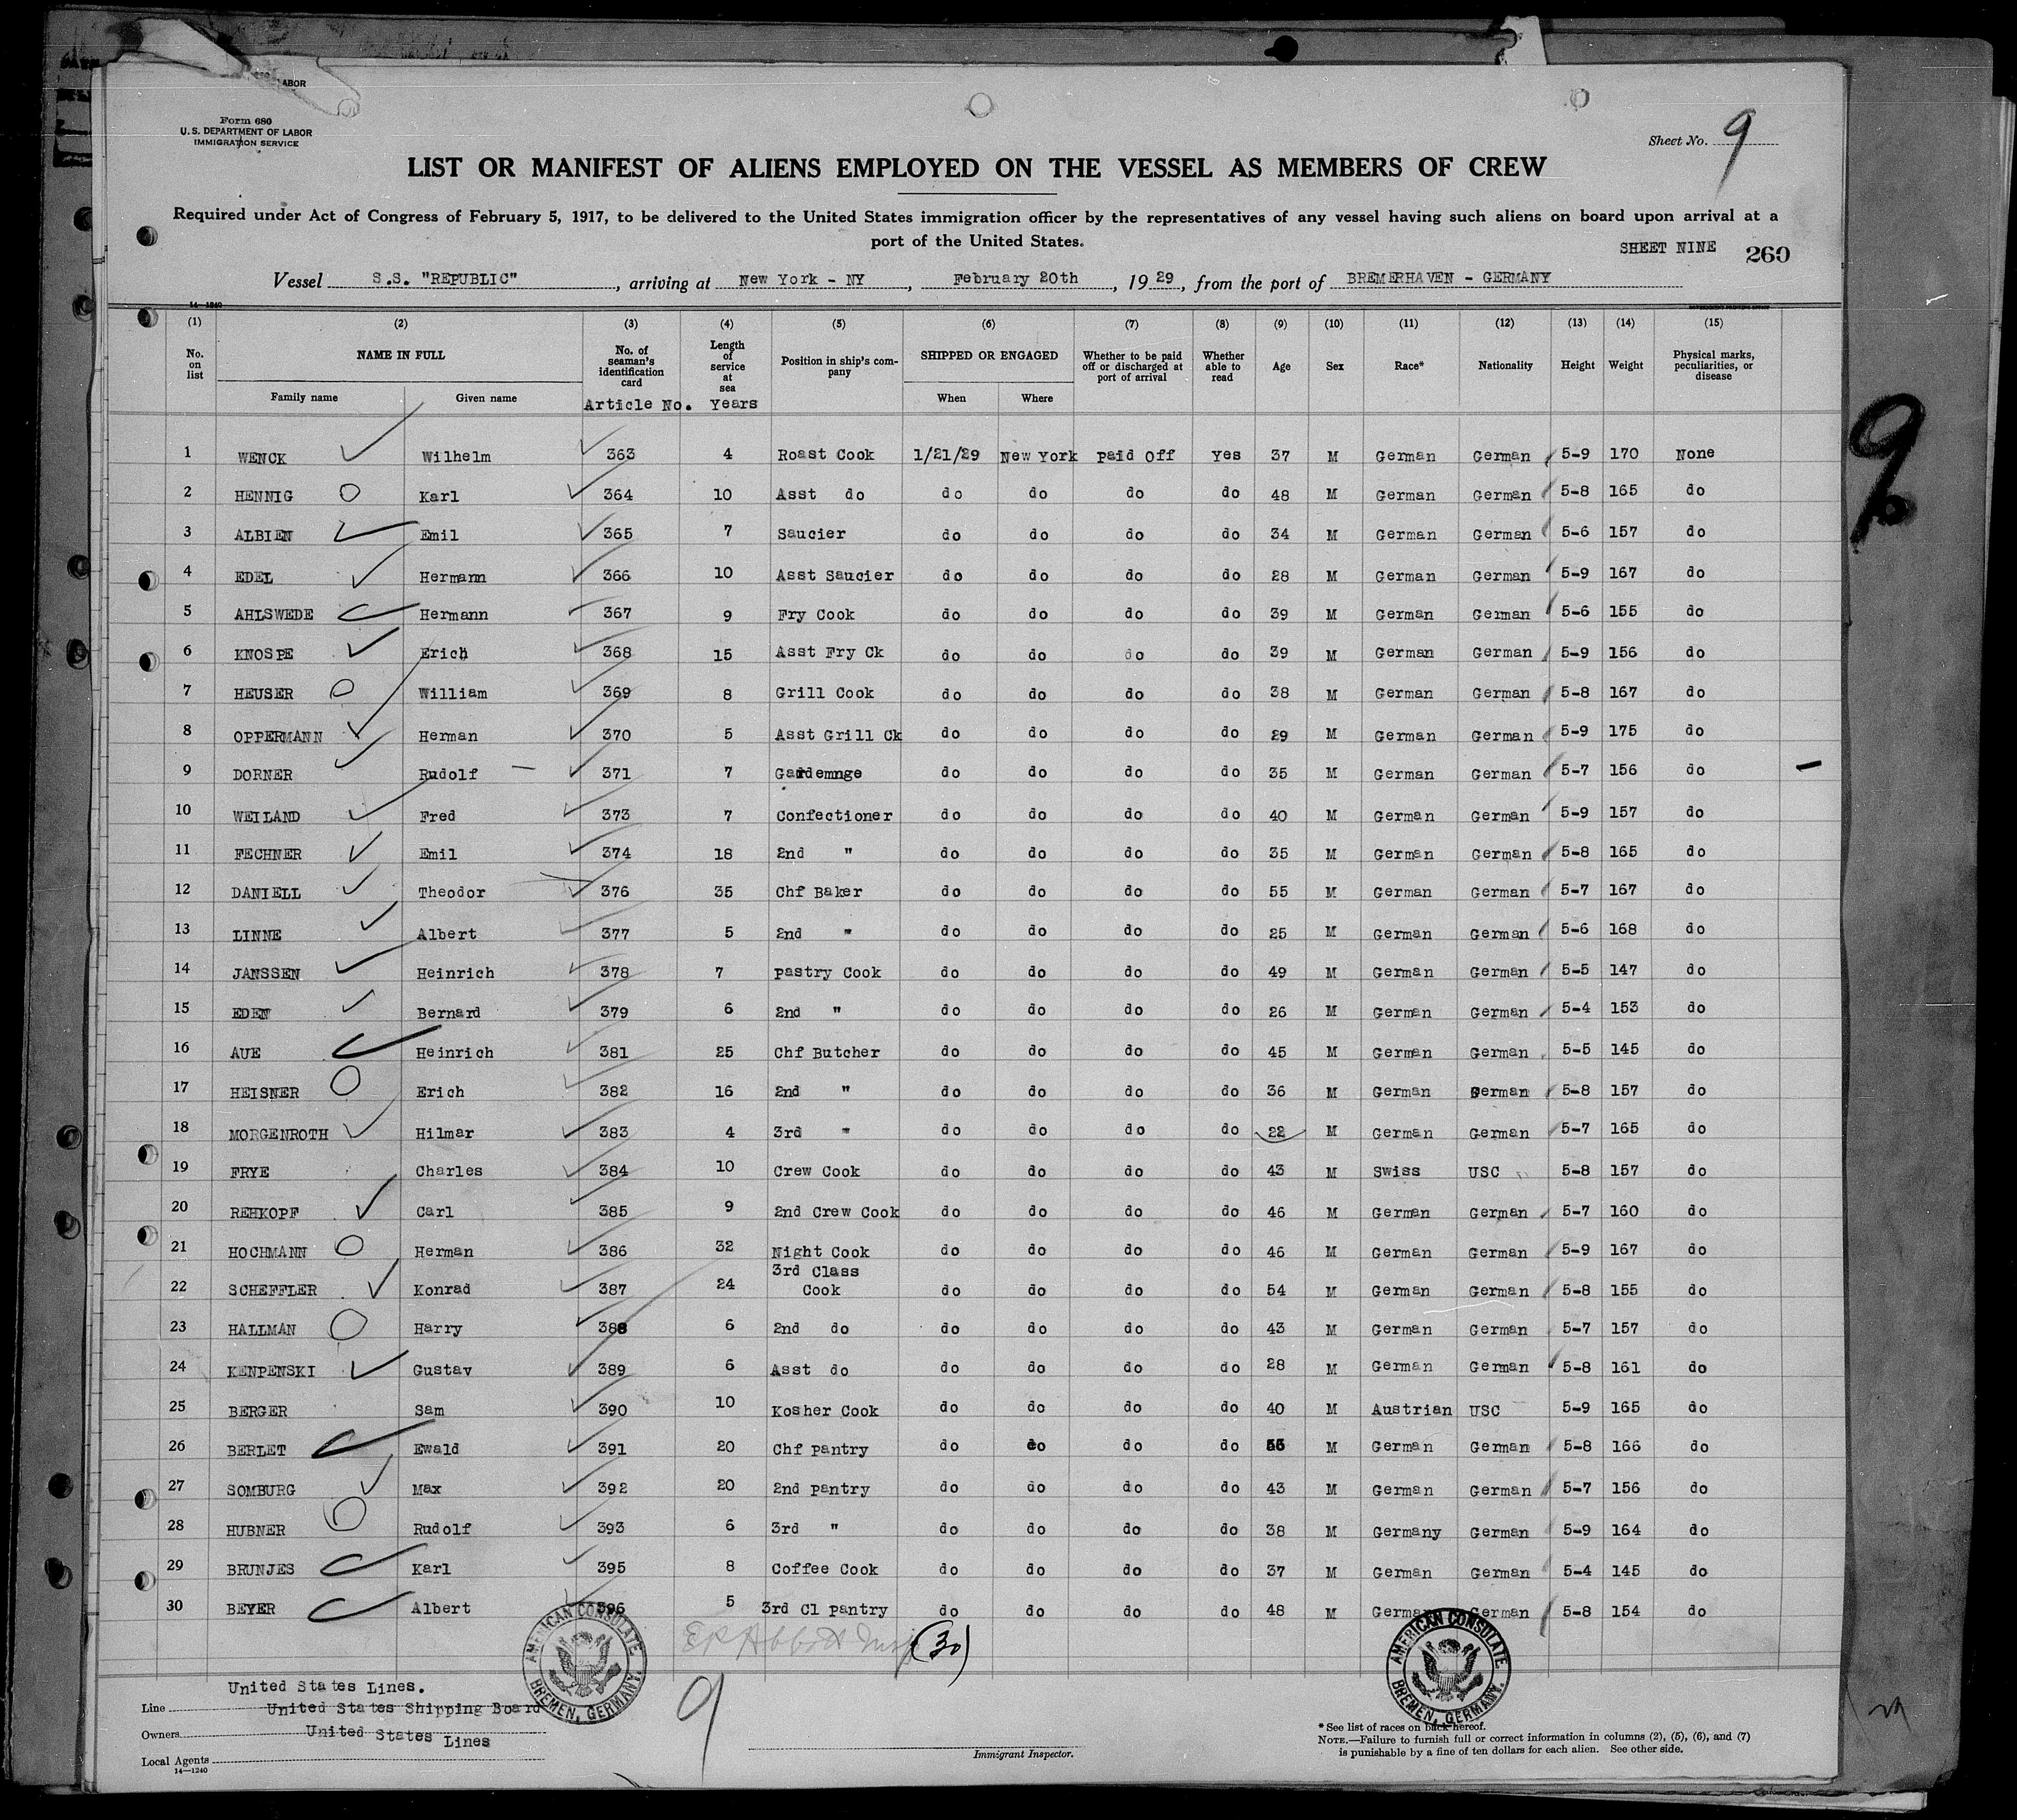 LABOR
Form 680
U. S. DEPARTMENT OF LABOR
IMMIGRATION SERVICE
Sheet No. 9
LIST OR MANIFEST OF ALIENS EMPLOYED ON THE VESSEL AS MEMBERS OF CREW
Required under Act of Congress of February 5, 1917, to be delivered to the United States immigration officer by the representatives of any vessel having such aliens on board upon arrival at a
port of the United States.
SHEET NINE 260
Vessel S.S. "REPUBLIC", arriving at New York - NY, February 20th, 1929, from the port of BREMERHAVEN - GERMANY
14—1240
(1) (2) (3) (4) (5) (6) (7) (8) (9) (10) (11) (12) (13) (14) (15)
No. on list NAME IN FULL No. of seaman's identification card Length of service at sea Position in ship's company SHIPPED OR ENGAGED Whether to be paid off or discharged at port of arrival Whether able to read Age Sex Race* Nationality Height Weight Physical marks, peculiarities, or disease
Family name Given name Article No. Years When Where
1 WENCK Wilhelm 363 4 Roast Cook 1/21/29 New York Paid Off Yes 37 M German German 5-9 170 None
2 HENNIG Karl 364 10 Asst do do do do do 48 M German German 5-8 165 do
3 ALBIEN Emil 365 7 Saucier do do do do 34 M German German 5-6 157 do
4 EDEL Hermann 366 10 Asst Saucier do do do do 28 M German German 5-9 167 do
5 AHLSWEDE Hermann 367 9 Fry Cook do do do do 39 M German German 5-6 155 do
6 KNOSPE Erich 368 15 Asst Fry Ck do do do do 39 M German German 5-9 156 do
7 HEUSER William 369 8 Grill Cook do do do do 38 M German German 5-8 167 do
8 OPPERMANN Herman 370 5 Asst Grill Ck do do do do 29 M German German 5-9 175 do
9 DORNER Rudolf 371 7 do do do do 35 M German German 5-7 156 do
10 WEILAND Fred 373 7 Confectioner do do do do 40 M German German 5-9 157 do
11 FECHNER Emil 374 18 2nd " do do do do 35 M German German 5-8 165 do
12 DANIELL Theodor 376 35 Chf Baker do do do do 55 M German German 5-7 167 do
13 LINNE Albert 377 5 2nd " do do do do 25 M German German 5-6 168 do
14 JANSSEN Heinrich 378 7 Pastry Cook do do do do 49 M German German 5-5 147 do
15 EDEN Bernard 379 6 2nd " do do do do 26 M German German 5-4 153 do
16 AUE Heinrich 381 25 Chf Butcher do do do do 45 M German German 5-5 145 do
17 HEISNER Erich 382 16 2nd " do do do do 36 M German German 5-8 157 do
18 MORGENROTH Hilmar 383 4 3rd " do do do do 22 M German German 5-7 165 do
19 FRYE Charles 384 10 Crew Cook do do do do 43 M Swiss USC 5-8 157 do
20 REHKOPF Carl 385 9 2nd Crew Cook do do do do 46 M German German 5-7 160 do
21 HOCHMANN Herman 386 32 Night Cook do do do do 46 M German German 5-9 167 do
22 SCHEFFLER Konrad 387 24 3rd Class Cook do do do do 54 M German German 5-8 155 do
23 HALLMAN Harry 388 6 2nd do do do do do 43 M German German 5-7 157 do
24 KENPENSKI Gustav 389 6 Asst do do do do do 28 M German German 5-8 161 do
25 BERGER Sam 390 10 Kosher Cook do do do do 40 M Austrian USC 5-9 165 do
26 BERLET Ewald 391 20 Chf Pantry do do do do M German German 5-8 166 do
27 SOMBURG Max 392 20 2nd Pantry do do do do 43 M German German 5-7 156 do
28 HUBNER Rudolf 393 6 3rd " do do do do 38 M Germany German 5-9 164 do
29 BRUNJES Karl 395 8 Coffee Cook do do do do 37 M German German 5-4 145 do
30 BEYER Albert 396 5 3rd Cl Pantry do do do do 48 M German German 5-8 154 do
AMERICAN CONSULATE BREMEN, GERMANY.
E P Abbott Insp (30)
AMERICAN CONSULATE BREMEN, GERMANY.
United States Lines.
Line United States Shipping Board
Owners United States Lines
Local Agents
14—1240
9
Immigrant Inspector.
* See list of races on back hereof.
NOTE.—Failure to furnish full or correct information in columns (2), (5), (6), and (7)
is punishable by a fine of ten dollars for each alien. See other side.
9